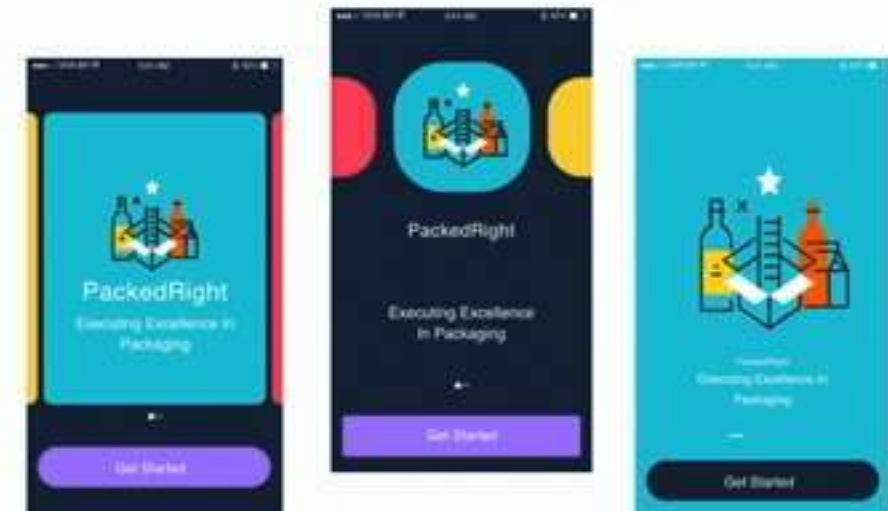 PackedRight
Executing Excellence In
Packaging
Get Started
PackedRight
Executing Excellence
In Packaging
Get Started
PackedRight
Executing Excellence In
Packaging
Get Started